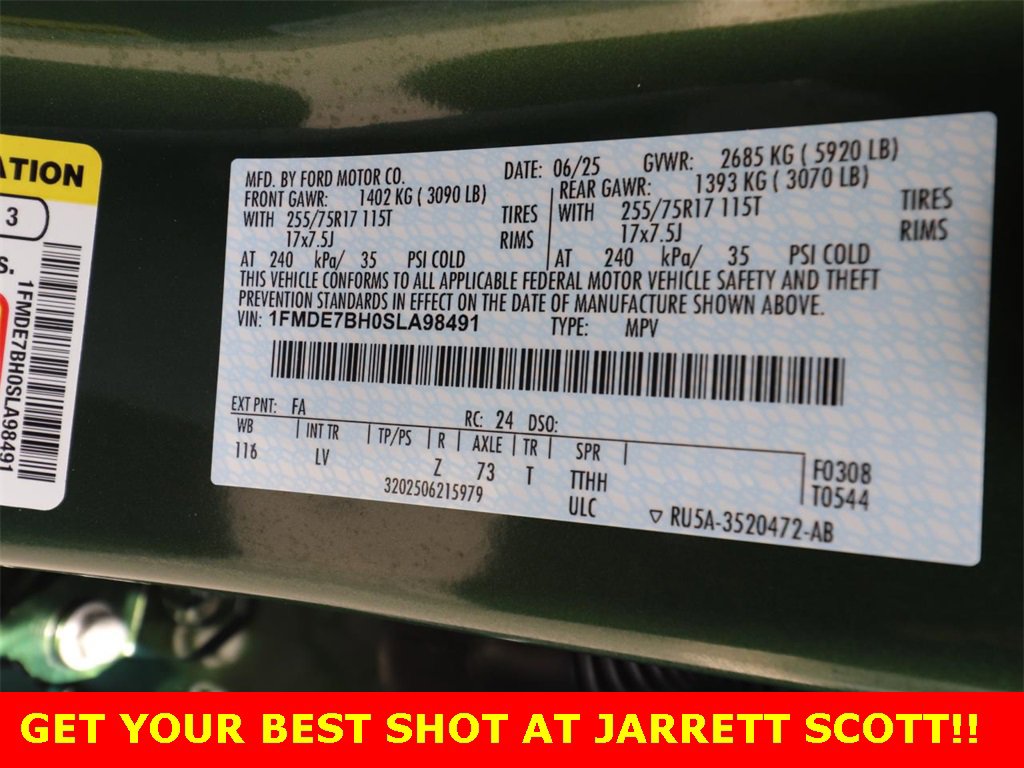 ATION
3
S.
1FMDE7BH0SLA98491
MFD. BY FORD MOTOR CO. DATE: 06/25 GVWR: 2685 KG ( 5920 LB)
FRONT GAWR: 1402 KG ( 3090 LB) REAR GAWR: 1393 KG ( 3070 LB)
WITH 255/75R17 115T TIRES WITH 255/75R17 115T TIRES
17x7.5J RIMS 17x7.5J RIMS
AT 240 kPa/ 35 PSI COLD AT 240 kPa/ 35 PSI COLD
THIS VEHICLE CONFORMS TO ALL APPLICABLE FEDERAL MOTOR VEHICLE SAFETY AND THEFT
PREVENTION STANDARDS IN EFFECT ON THE DATE OF MANUFACTURE SHOWN ABOVE.
VIN: 1FMDE7BH0SLA98491 TYPE: MPV
EXT PNT: FA RC: 24 DSO:
WB INT TR TP/PS R AXLE TR SPR
116 LV Z 73 T TTHH F0308
3202506215979 ULC T0544
▽ RU5A-3520472-AB
GET YOUR BEST SHOT AT JARRETT SCOTT!!